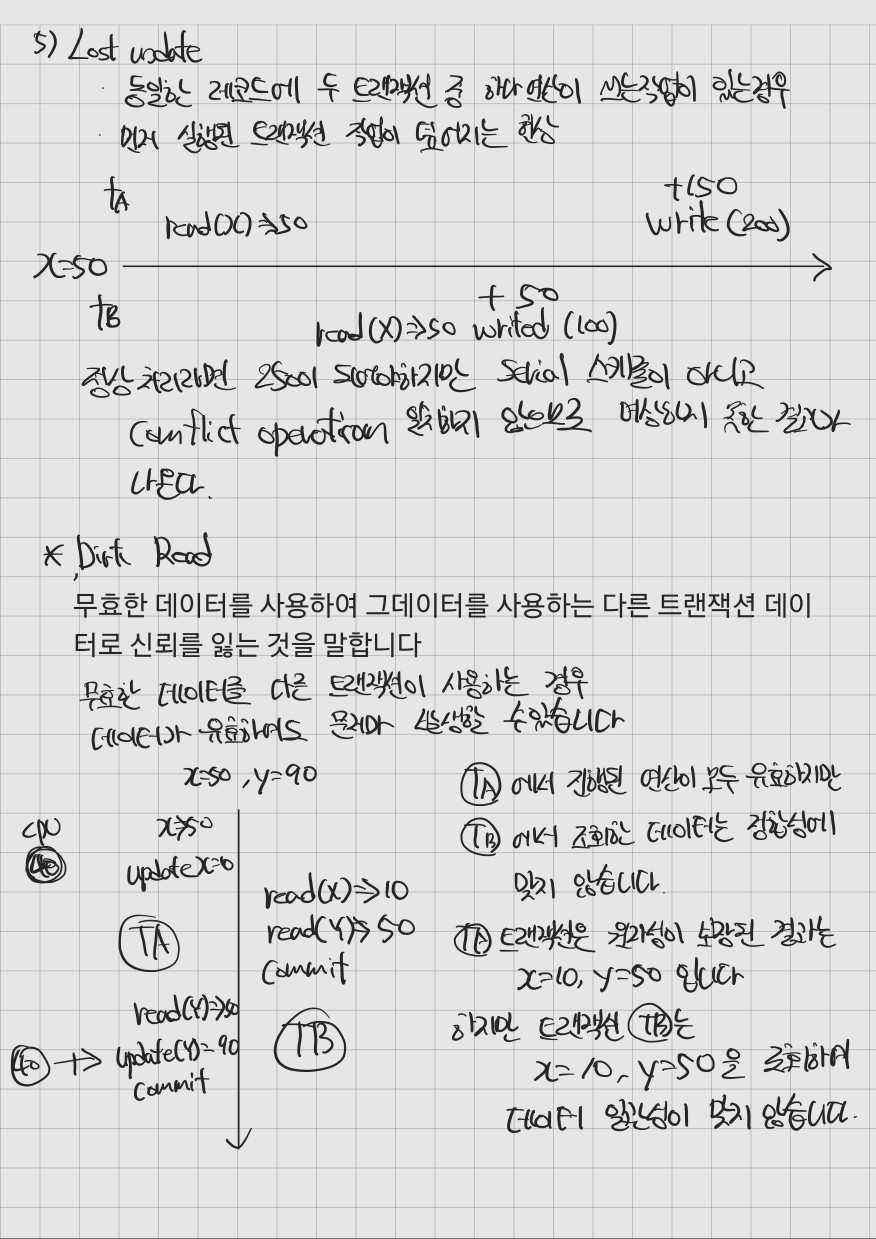 5) Lost update
· 동일한 레코드에 두 트랜잭션 중 하나 연산이 쓰는작업이 있는경우
· 먼저 실행된 트랜잭션 작업이 덮어지는 현상
tA
+150
read(X)⇒50
write(200)
x=50
tB
+ 50
read(X)⇒50 writed (100)
정상처리라면 250이 되어야하지만 Serial 스케줄이 아니고
Conflict operation 일치하지 않으므로 예상하지 못한 결과가
나온다.
* Dirty Read
무효한 데이터를 사용하여 그데이터를 사용하는 다른 트랜잭션 데이
터로 신뢰를 잃는 것을 말합니다
무효한 데이터를 다른 트랜잭션이 사용하는 경우
데이터가 유효하여도 문제가 발생할 수있습니다
x=50 , y=90
x⇒50
update x=10
TA
read(Y)⇒50
40 → update(Y)=90
commit
read(X)⇒10
read(Y)⇒50
Commit
TB
TA 에서 진행된 연산이 모두 유효하지만
TB 에서 조회한 데이터는 정합성에
맞지 않습니다.
TA 트랜잭션은 원자성이 보장된 결과는
x=10, y=50 입니다
하지만 트랜잭션 TB는
x= 10, y=50을 조회하여
데이터 일관성이 맞지 않습니다.